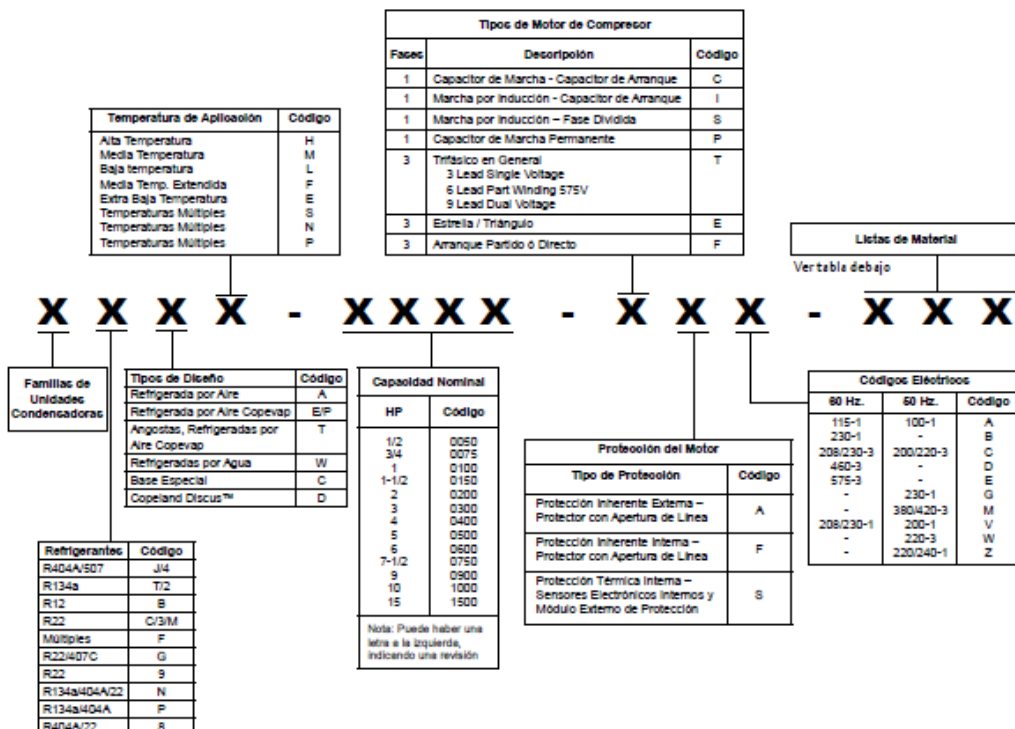 Tipos de Motor de Compresor
Fases Descripción Código
1 Capacitor de Marcha - Capacitor de Arranque C
1 Marcha por Inducción - Capacitor de Arranque I
1 Marcha por Inducción – Fase Dividida S
1 Capacitor de Marcha Permanente P
3 Trifásico en General T
3 Lead Single Voltage
6 Lead Part Winding 575V
9 Lead Dual Voltage
3 Estrella / Triángulo E
3 Arranque Partido ó Directo F
Temperatura de Aplicación Código
Alta Temperatura H
Media Temperatura M
Baja temperatura L
Media Temp. Extendida F
Extra Baja Temperatura E
Temperaturas Múltiples S
Temperaturas Múltiples N
Temperaturas Múltiples P
Listas de Material
Ver tabla debajo
X X X X - X X X X - X X X - X X X
Familias de
Unidades
Condensadoras
Tipos de Diseño Código
Refrigerada por Aire A
Refrigerada por Aire Copevap E/P
Angostas, Refrigeradas por T
Aire Copevap
Refrigeradas por Agua W
Base Especial C
Copeland Discus™ D
Capacidad Nominal
HP Código
1/2 0050
3/4 0075
1 0100
1-1/2 0150
2 0200
3 0300
4 0400
5 0500
6 0600
7-1/2 0750
9 0900
10 1000
15 1500
Nota: Puede haber una
letra a la izquierda,
indicando una revisión
Protección del Motor
Tipo de Protección Código
Protección Inherente Externa – A
Protector con Apertura de Línea
Protección Inherente Interna – F
Protector con Apertura de Línea
Protección Térmica Interna – S
Sensores Electrónicos Internos y
Módulo Externo de Protección
Códigos Eléctricos
60 Hz. 50 Hz. Código
115-1 100-1 A
230-1 - B
208/230-3 200/220-3 C
460-3 - D
575-3 - E
- 230-1 G
- 380/420-3 M
208/230-1 200-1 V
- 220-3 W
- 220/240-1 Z
Refrigerantes Código
R404A/507 J/4
R134a T/2
R12 B
R22 C/3/M
Múltiples F
R22/407C G
R22 9
R134a/404A/22 N
R134a/404A P
R404A/22 8